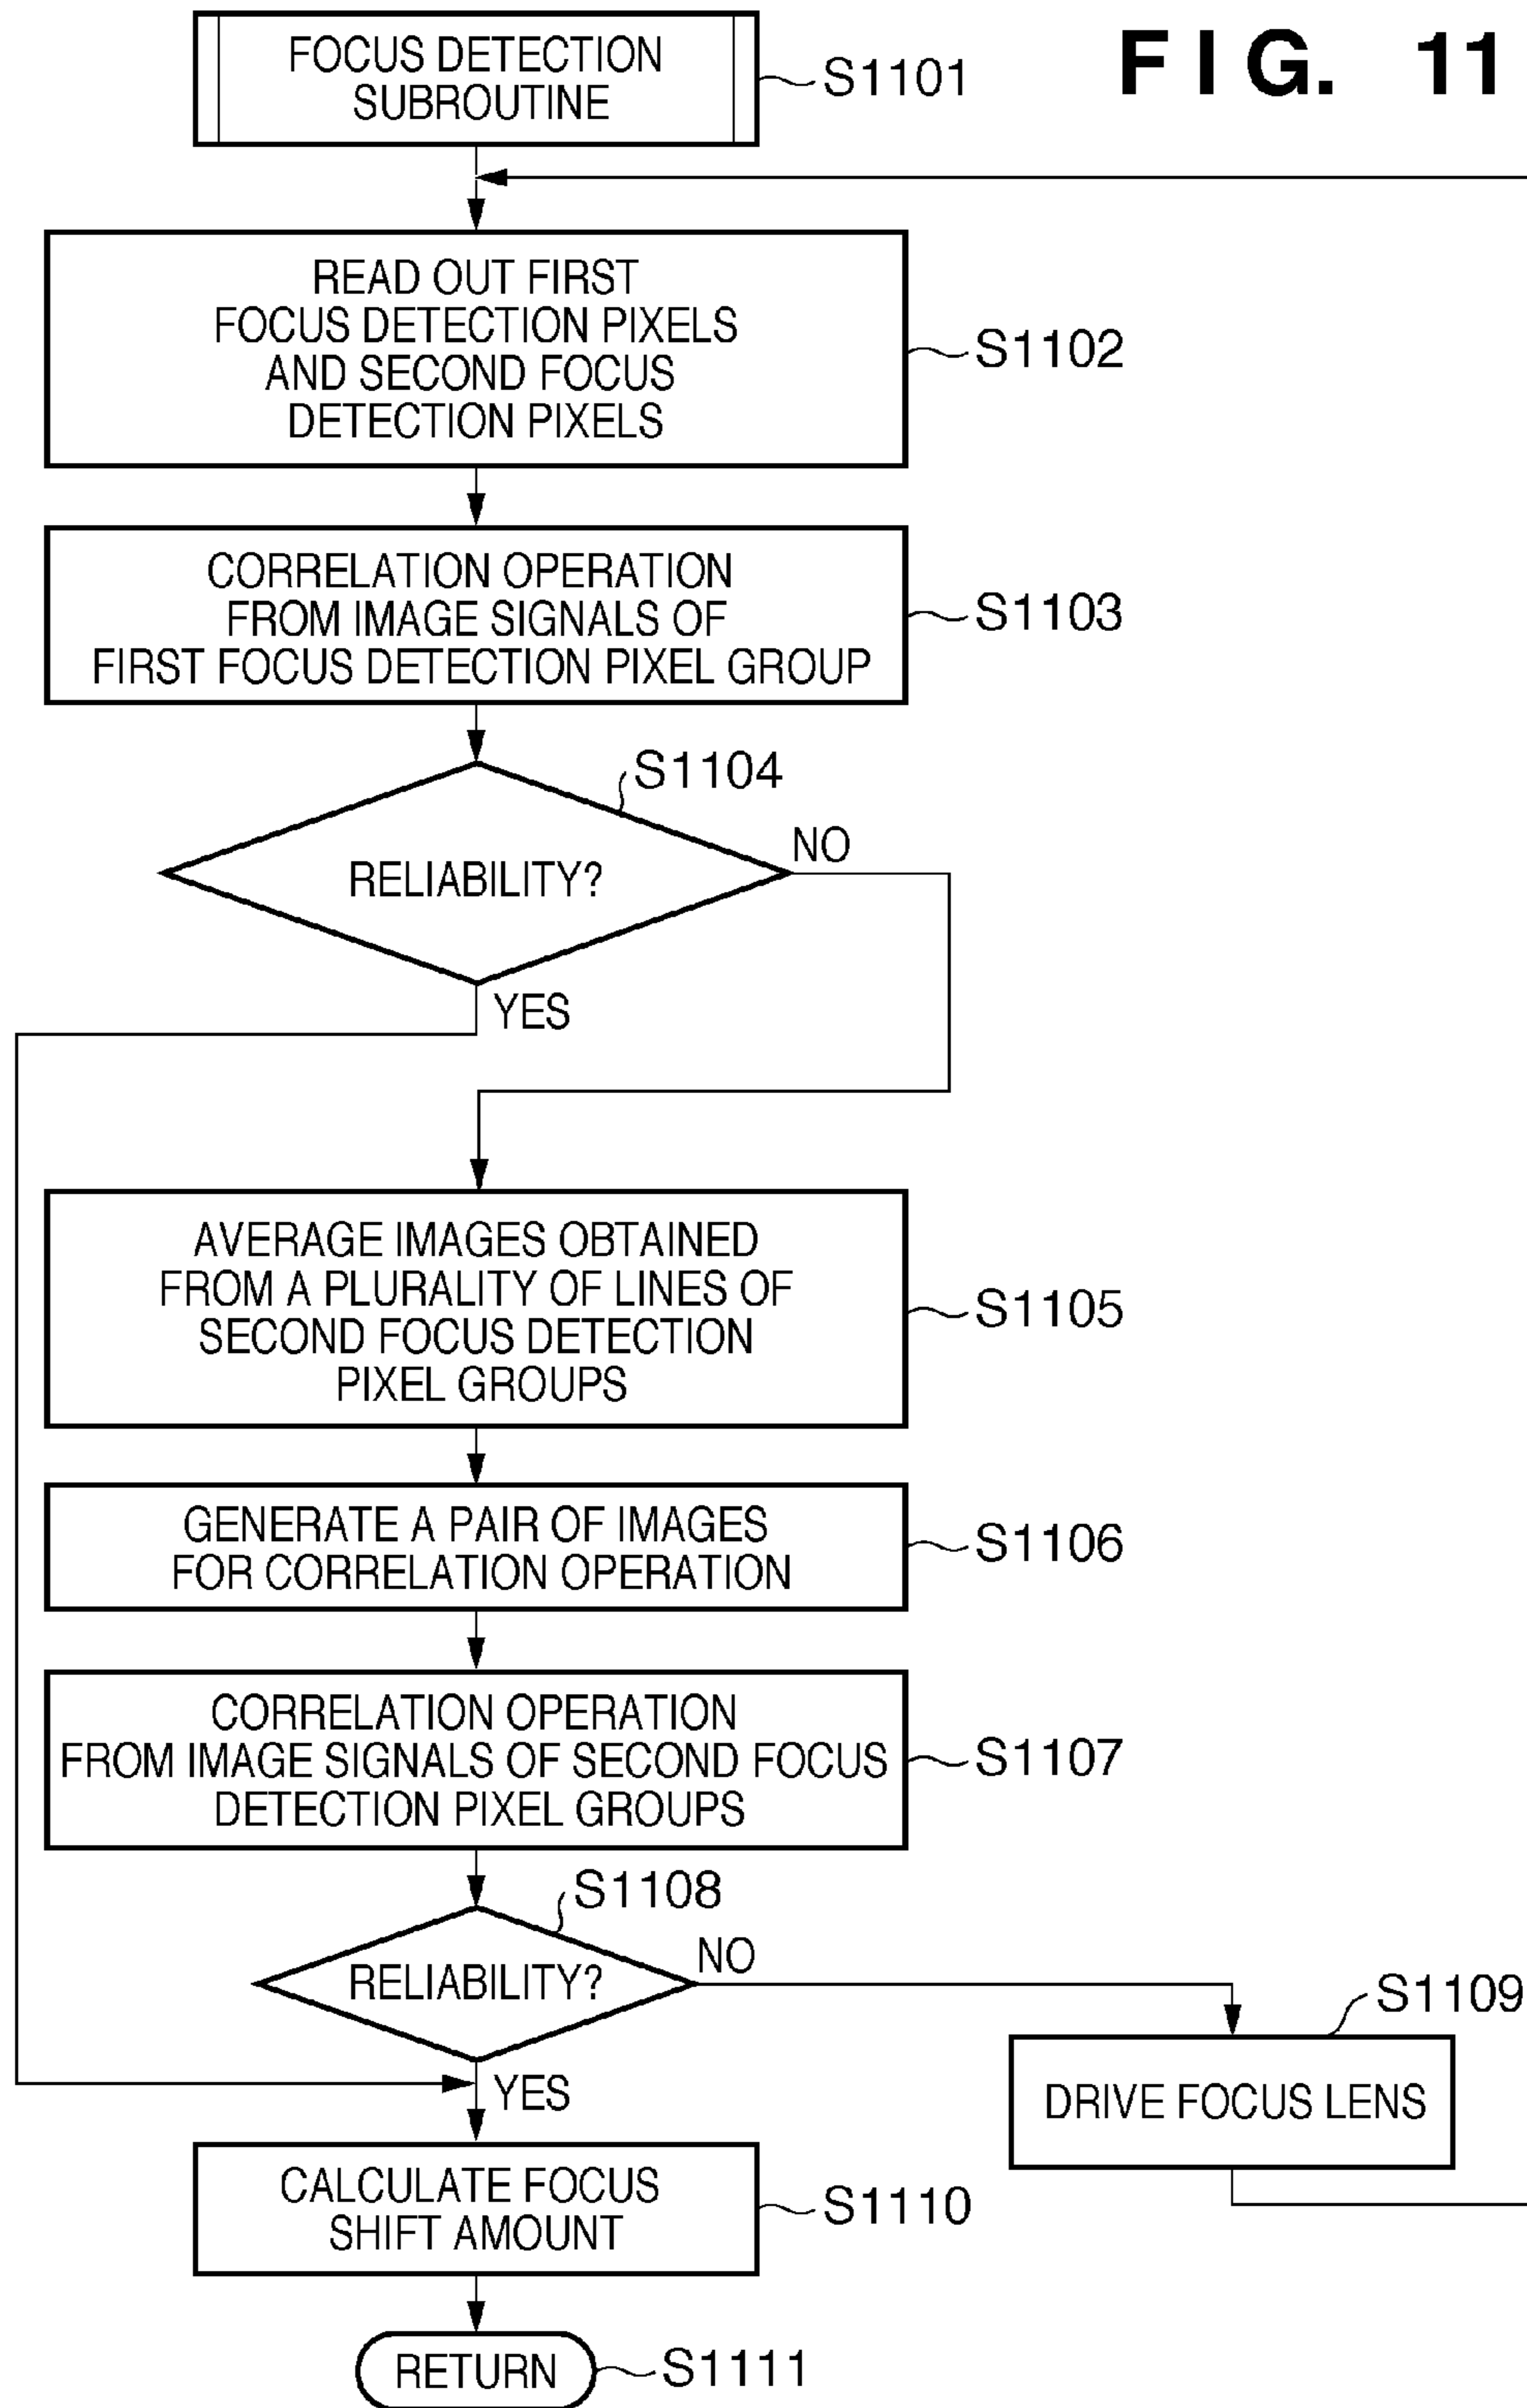 FIG. 11
FOCUS DETECTION
SUBROUTINE
S1101
READ OUT FIRST
FOCUS DETECTION PIXELS
AND SECOND FOCUS
DETECTION PIXELS
S1102
CORRELATION OPERATION
FROM IMAGE SIGNALS OF
FIRST FOCUS DETECTION PIXEL GROUP
S1103
S1104
RELIABILITY?
NO
YES
AVERAGE IMAGES OBTAINED
FROM A PLURALITY OF LINES OF
SECOND FOCUS DETECTION
PIXEL GROUPS
S1105
GENERATE A PAIR OF IMAGES
FOR CORRELATION OPERATION
S1106
CORRELATION OPERATION
FROM IMAGE SIGNALS OF SECOND FOCUS
DETECTION PIXEL GROUPS
S1107
S1108
RELIABILITY?
NO
YES
S1109
DRIVE FOCUS LENS
CALCULATE FOCUS
SHIFT AMOUNT
S1110
RETURN
S1111